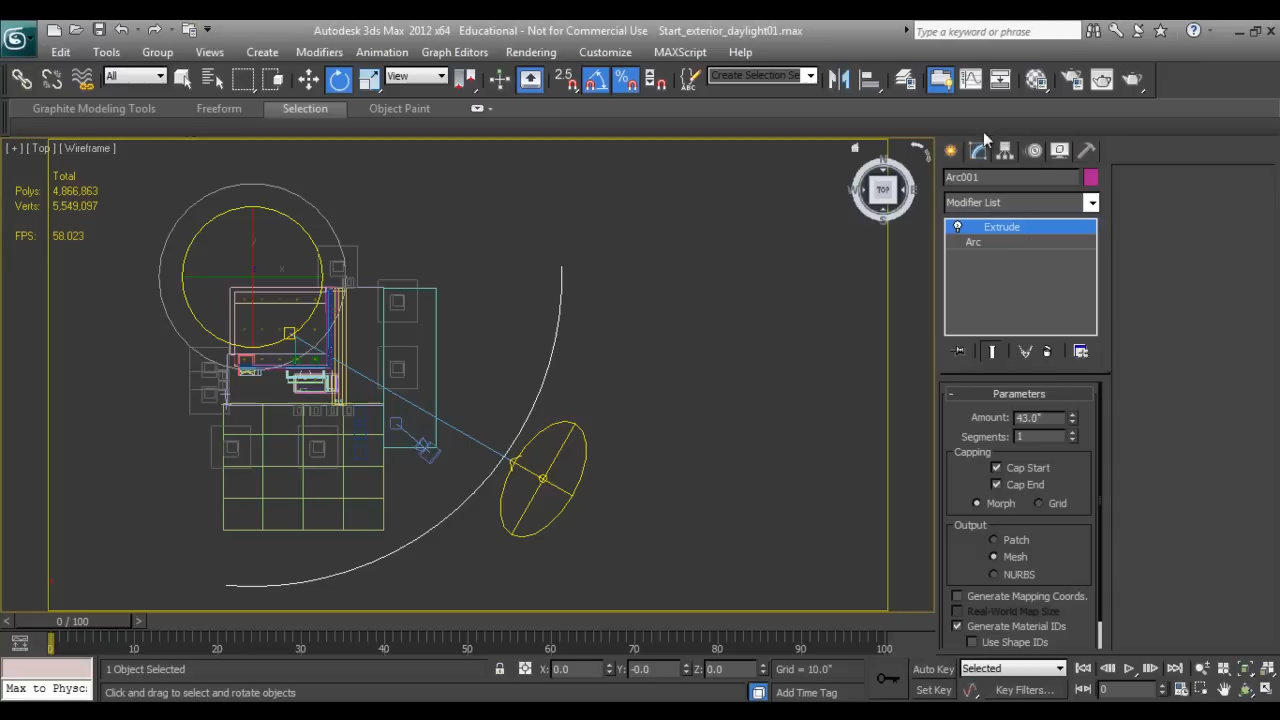 Autodesk 3ds Max 2012 x64 Educational - Not for Commercial Use Start_exterior_daylight01.max
Type a keyword or phrase
Edit Tools Group Views Create Modifiers Animation Graph Editors Rendering Customize MAXScript Help
All View 2.5 Create Selection Se
Graphite Modeling Tools Freeform Selection Object Paint
[ + ] [ Top ] [ Wireframe ]
Total
Polys: 4,866,863
Verts: 5,549,097
FPS: 58.023
N
W TOP
S
y
x
Arc001
Modifier List
Extrude
Arc
- Parameters
Amount: 43.0"
Segments: 1
Capping
Cap Start
Cap End
Morph Grid
Output
Patch
Mesh
NURBS
Generate Mapping Coords.
Real-World Map Size
Generate Material IDs
Use Shape IDs
< 0 / 100 >
0 10 20 30 40 50 60 70 80 90 100
1 Object Selected X: 0.0 Y: -0.0 Z: 0.0 Grid = 10.0" Auto Key Selected
Max to Physc
Click and drag to select and rotate objects Add Time Tag Set Key Key Filters... 0